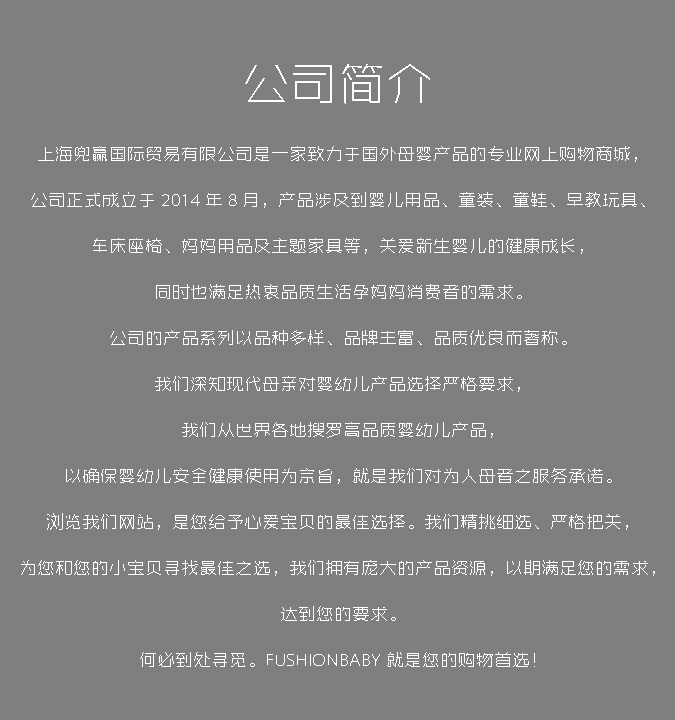 公司简介
上海兜赢国际贸易有限公司是一家致力于国外母婴产品的专业网上购物商城，
公司正式成立于 2014 年 8 月，产品涉及到婴儿用品、童装、童鞋、早教玩具、
车床座椅、妈妈用品及主题家具等，关爱新生婴儿的健康成长，
同时也满足热衷品质生活孕妈妈消费者的需求。
公司的产品系列以品种多样、品牌丰富、品质优良而著称。
我们深知现代母亲对婴幼儿产品选择严格要求，
我们从世界各地搜罗高品质婴幼儿产品，
以确保婴幼儿安全健康使用为宗旨，就是我们对为人母者之服务承诺。
浏览我们网站，是您给予心爱宝贝的最佳选择。我们精挑细选、严格把关，
为您和您的小宝贝寻找最佳之选，我们拥有庞大的产品资源，以期满足您的需求，
达到您的要求。
何必到处寻觅。FUSHIONBABY 就是您的购物首选！